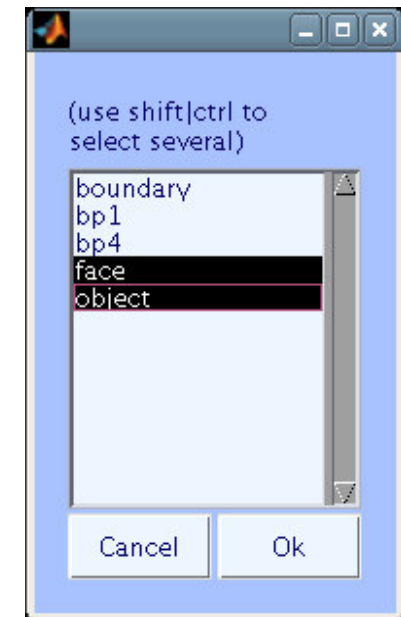 (use shift|ctrl to
select several)
boundary
bp1
bp4
face
object
Cancel Ok